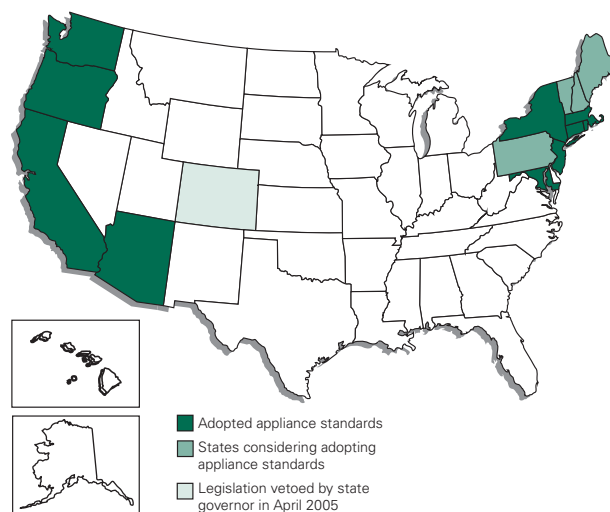 Adopted appliance standards
States considering adopting
appliance standards
Legislation vetoed by state
governor in April 2005